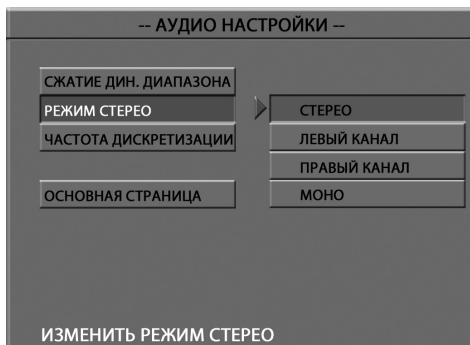 -- АУДИО НАСТРОЙКИ --
СЖАТИЕ ДИН. ДИАПАЗОНА
РЕЖИМ СТЕРЕО
ЧАСТОТА ДИСКРЕТИЗАЦИИ
ОСНОВНАЯ СТРАНИЦА
СТЕРЕО
ЛЕВЫЙ КАНАЛ
ПРАВЫЙ КАНАЛ
МОНО
ИЗМЕНИТЬ РЕЖИМ СТЕРЕО